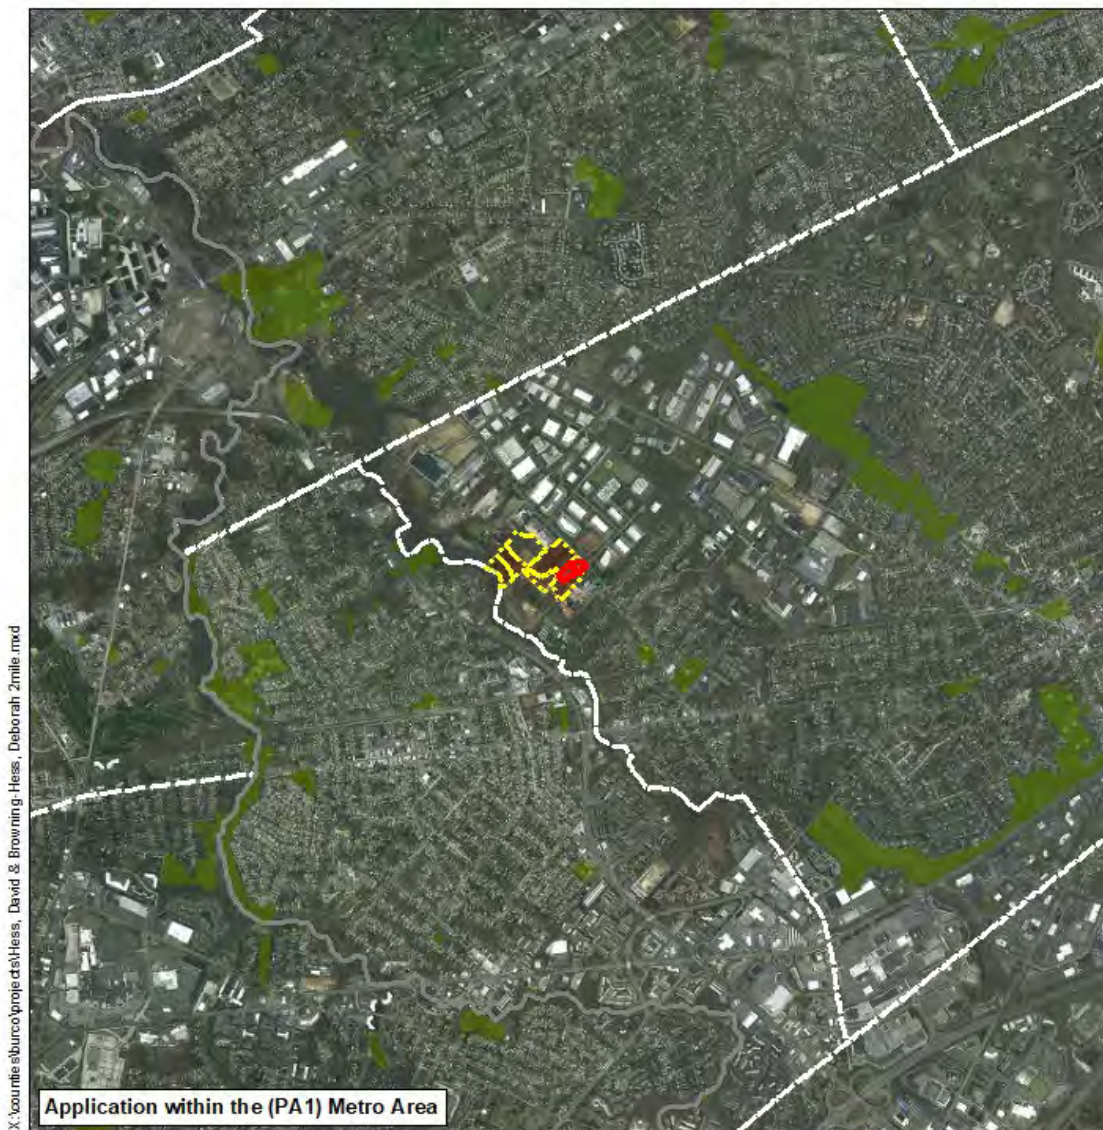 X:\counties\burco\projects\Hess, David & Browning-Hess, Deborah 2mile.mxd
Application within the (PA1) Metro Area